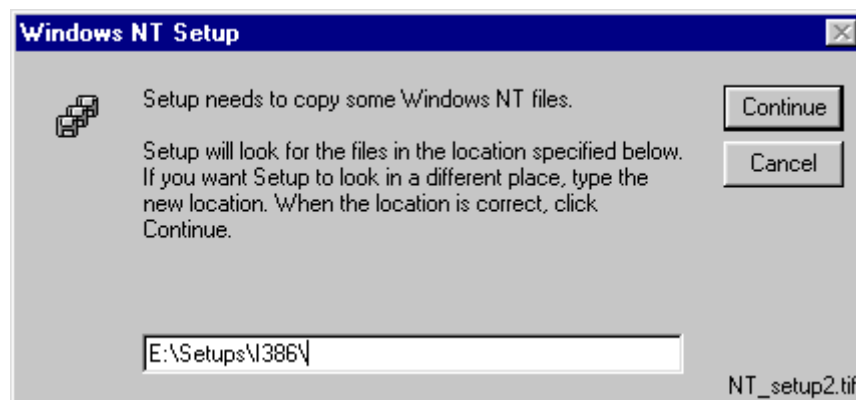 Windows NT Setup
Setup needs to copy some Windows NT files.
Continue
Setup will look for the files in the location specified below.
If you want Setup to look in a different place, type the
new location. When the location is correct, click
Continue.
Cancel
E:\Setups\I386\
NT_setup2.tif